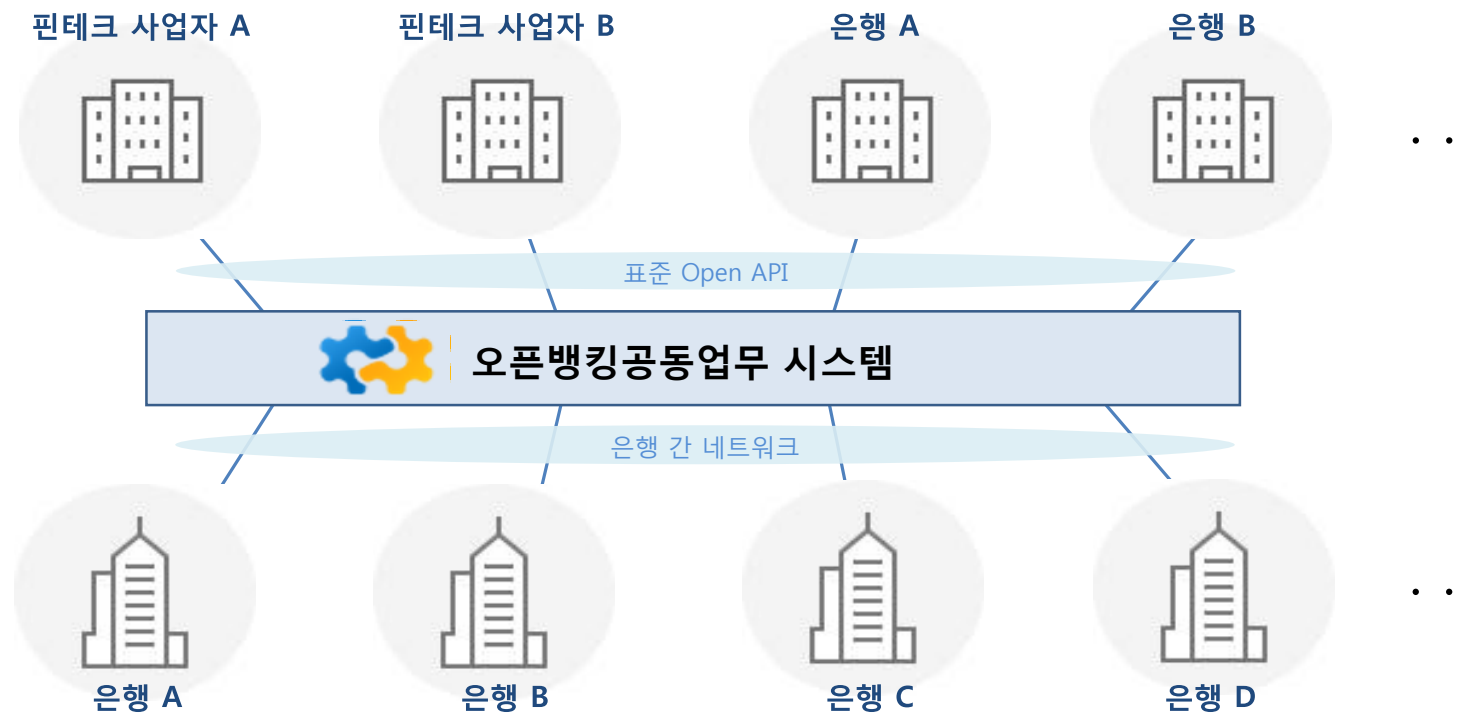 핀테크 사업자 A
핀테크 사업자 B
은행 A
은행 B
. .
표준 Open API
오픈뱅킹공동업무 시스템
은행 간 네트워크
. .
은행 A
은행 B
은행 C
은행 D